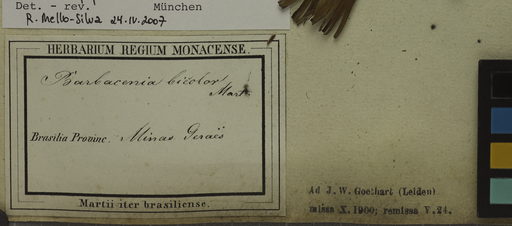 Det. - rev. München
R. Mello-Silva 24.IV.2007
HERBARIUM REGIUM MONACENSE.
Barbacenia bicolor
Mart.
Brasilia Provinc. Minas Geraës
Martii iter brasiliense.
Ad J. W. Goethart (Leiden)
missa X.1900; remissa V.24.